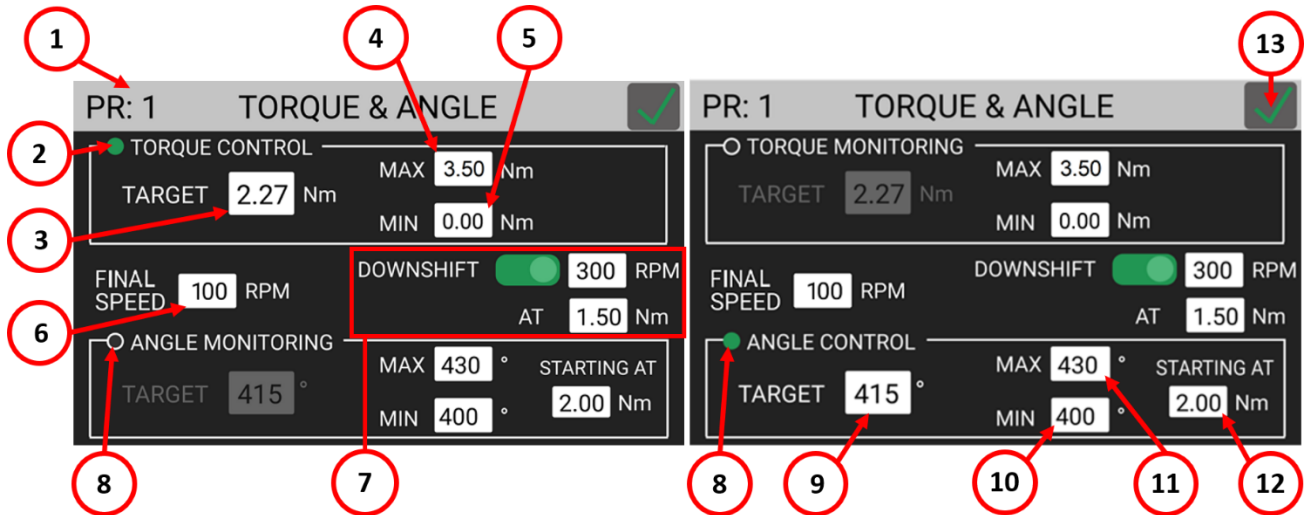 1
4
5
13
PR: 1 TORQUE & ANGLE
PR: 1 TORQUE & ANGLE
2
TORQUE CONTROL
MAX 3.50 Nm
TARGET 2.27 Nm
MIN 0.00 Nm
TORQUE MONITORING
MAX 3.50 Nm
TARGET 2.27 Nm
MIN 0.00 Nm
3
DOWNSHIFT 300 RPM
FINAL SPEED 100 RPM
AT 1.50 Nm
DOWNSHIFT 300 RPM
FINAL SPEED 100 RPM
AT 1.50 Nm
6
ANGLE MONITORING
MAX 430 ° STARTING AT
TARGET 415 °
MIN 400 ° 2.00 Nm
ANGLE CONTROL
MAX 430 ° STARTING AT
TARGET 415 °
MIN 400 ° 2.00 Nm
8
7
8
9
10
11
12